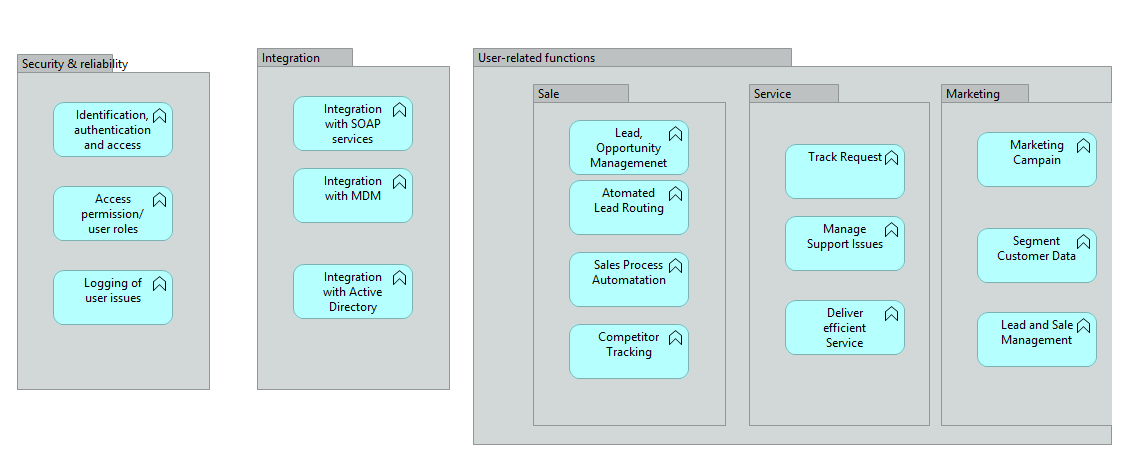 Security & reliability
Identification,
authentication
and access
Access
permission/
user roles
Logging of
user issues
Integration
Integration
with SOAP
services
Integration
with MDM
Integration
with Active
Directory
User-related functions
Sale
Lead,
Opportunity
Managemenet
Atomated
Lead Routing
Sales Process
Automatation
Competitor
Tracking
Service
Track Request
Manage
Support Issues
Deliver
efficient
Service
Marketing
Marketing
Campain
Segment
Customer Data
Lead and Sale
Management